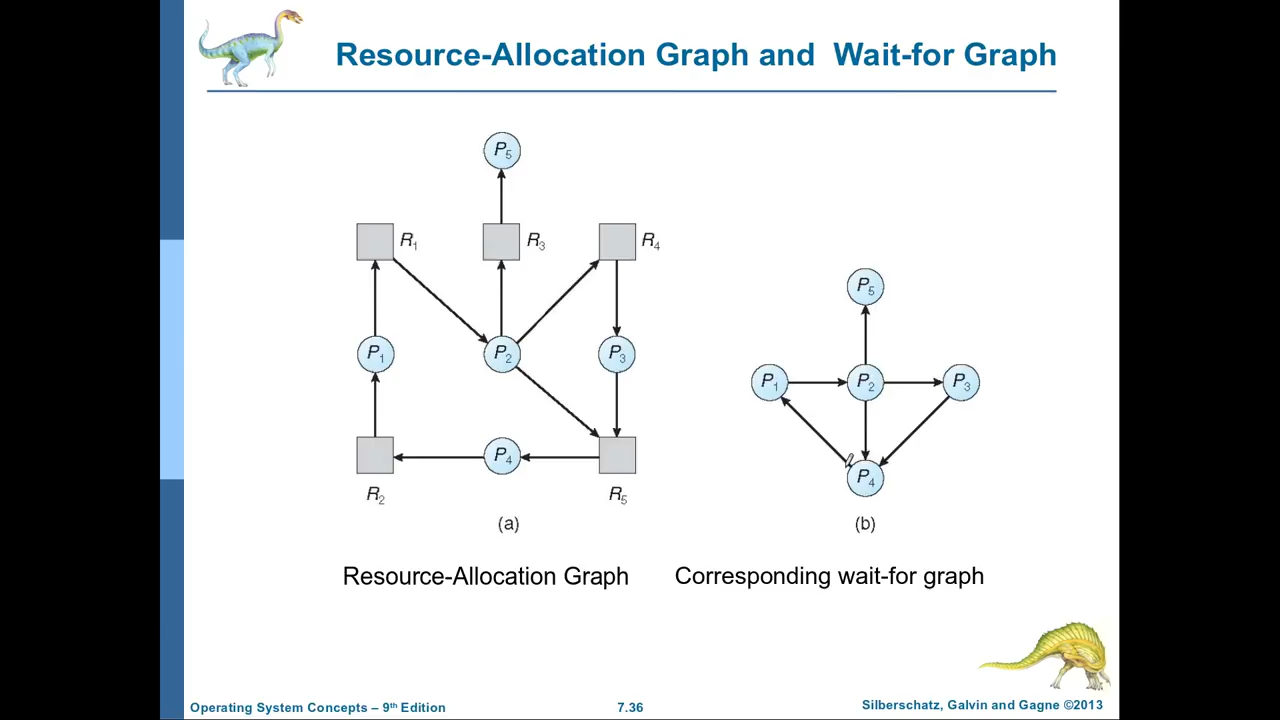 Resource-Allocation Graph and Wait-for Graph
P5
R1
R3
R4
P1
P2
P3
P4
R2
R5
(a)
P5
P1
P2
P3
P4
(b)
Resource-Allocation Graph
Corresponding wait-for graph
Operating System Concepts – 9th Edition
7.36
Silberschatz, Galvin and Gagne ©2013